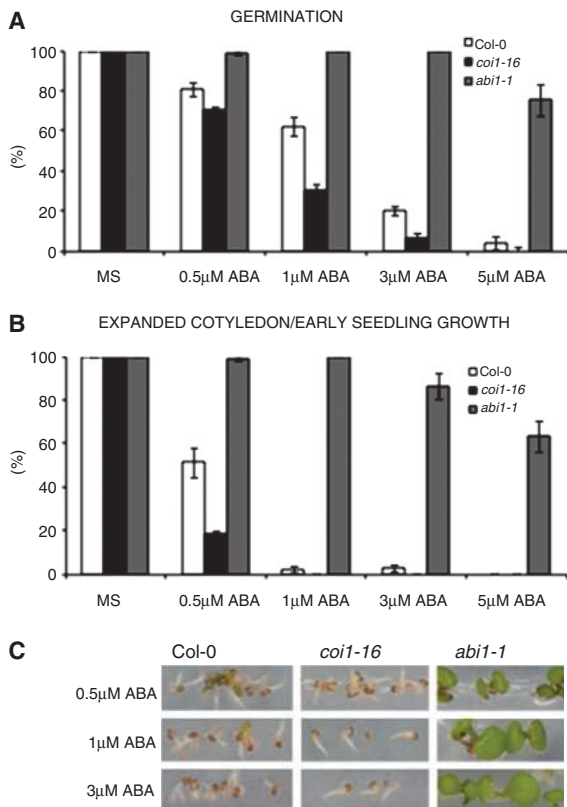 A
GERMINATION
100
80
60
40
20
0
(%)
Col-0
coi1-16
abi1-1
MS
0.5µM ABA
1µM ABA
3µM ABA
5µM ABA
B
EXPANDED COTYLEDON/EARLY SEEDLING GROWTH
100
80
60
40
20
0
(%)
Col-0
coi1-16
abi1-1
MS
0.5µM ABA
1µM ABA
3µM ABA
5µM ABA
C
Col-0
coi1-16
abi1-1
0.5µM ABA
1µM ABA
3µM ABA